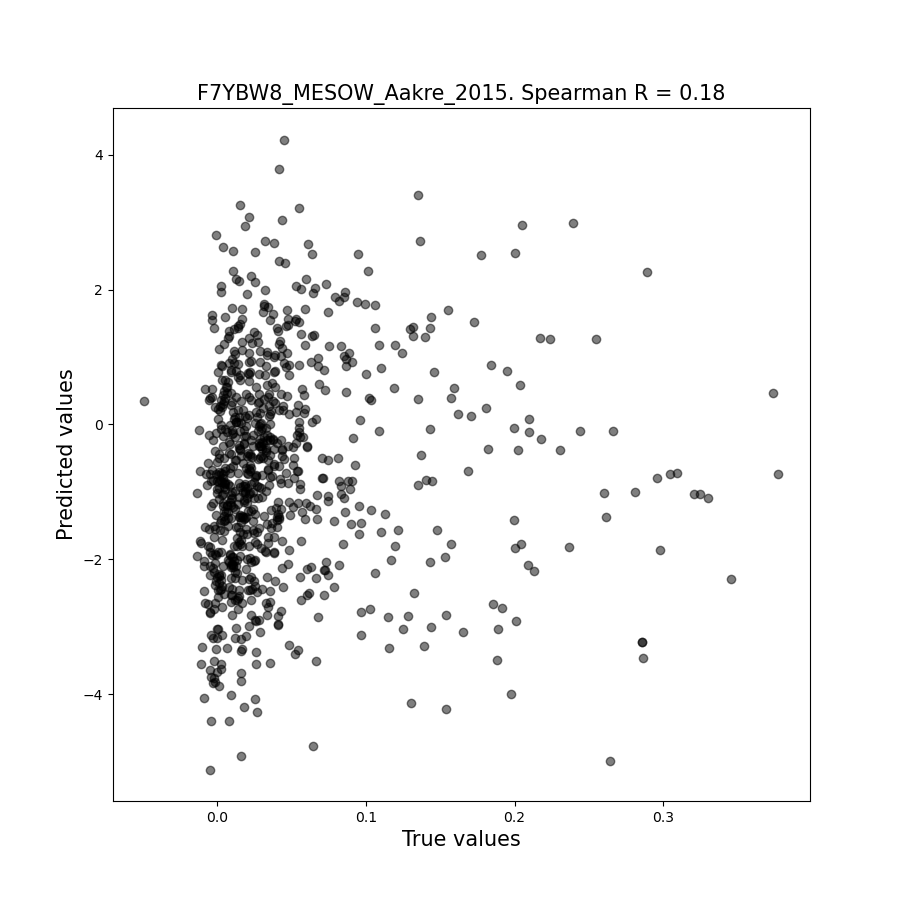 F7YBW8_MESOW_Aakre_2015. Spearman R = 0.18
4
2
0
−2
−4
Predicted values
0.0 0.1 0.2 0.3
True values